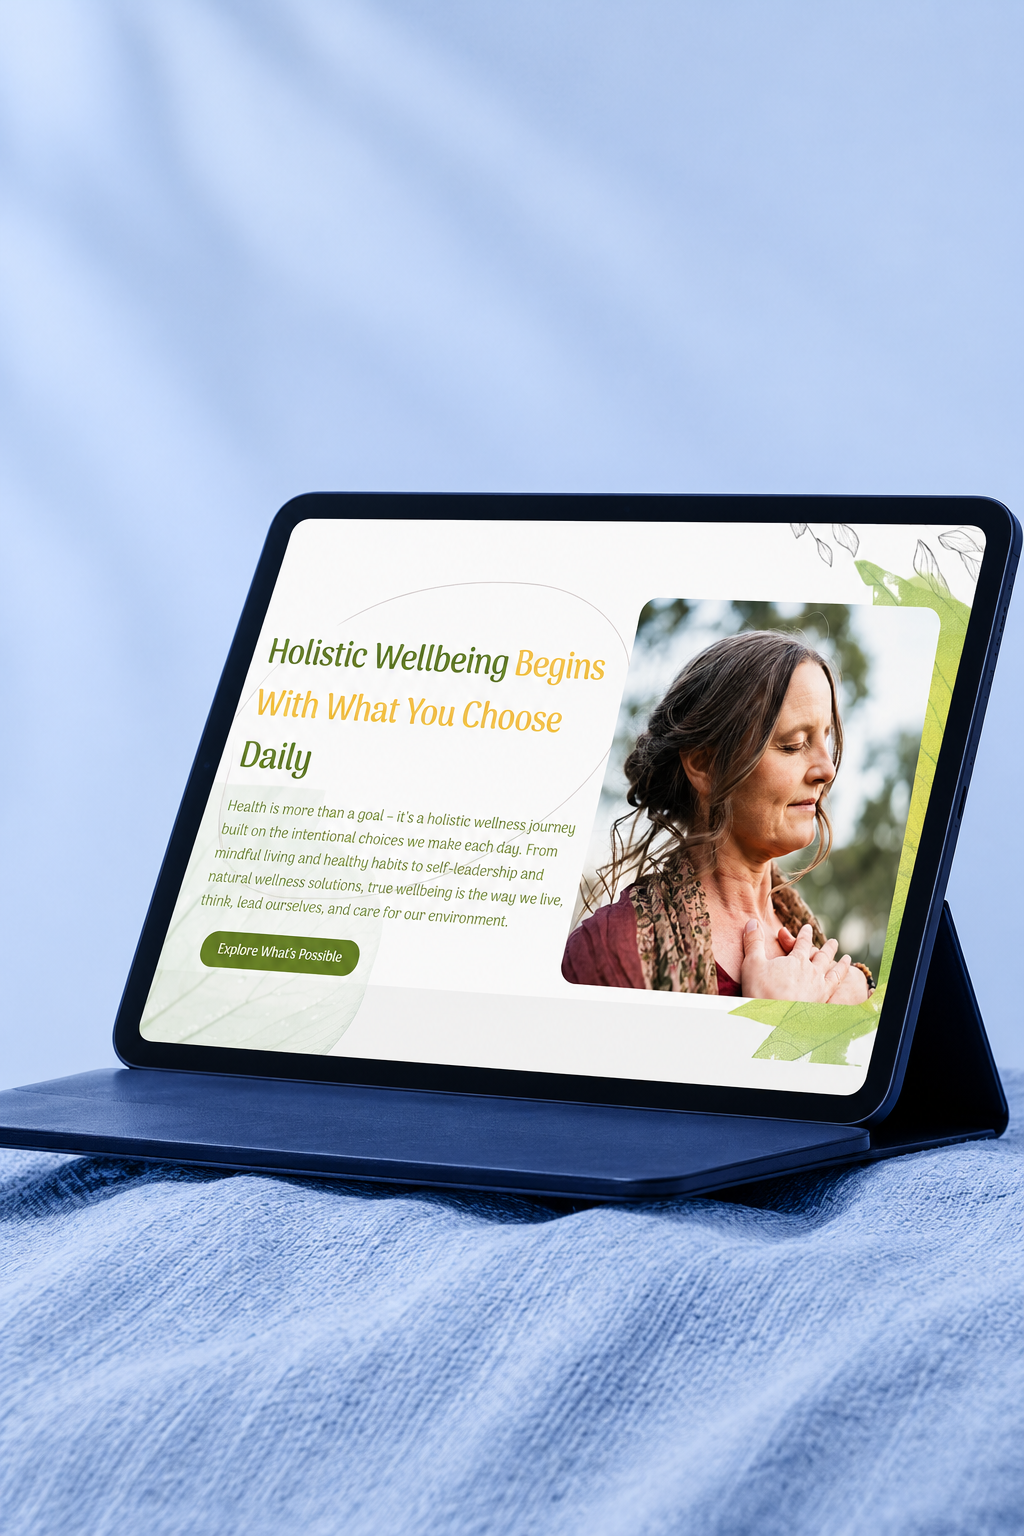 Holistic Wellbeing Begins
With What You Choose
Daily
Health is more than a goal – it's a holistic wellness journey
built on the intentional choices we make each day. From
mindful living and healthy habits to self-leadership and
natural wellness solutions, true wellbeing is the way we live,
think, lead ourselves, and care for our environment.
Explore What's Possible